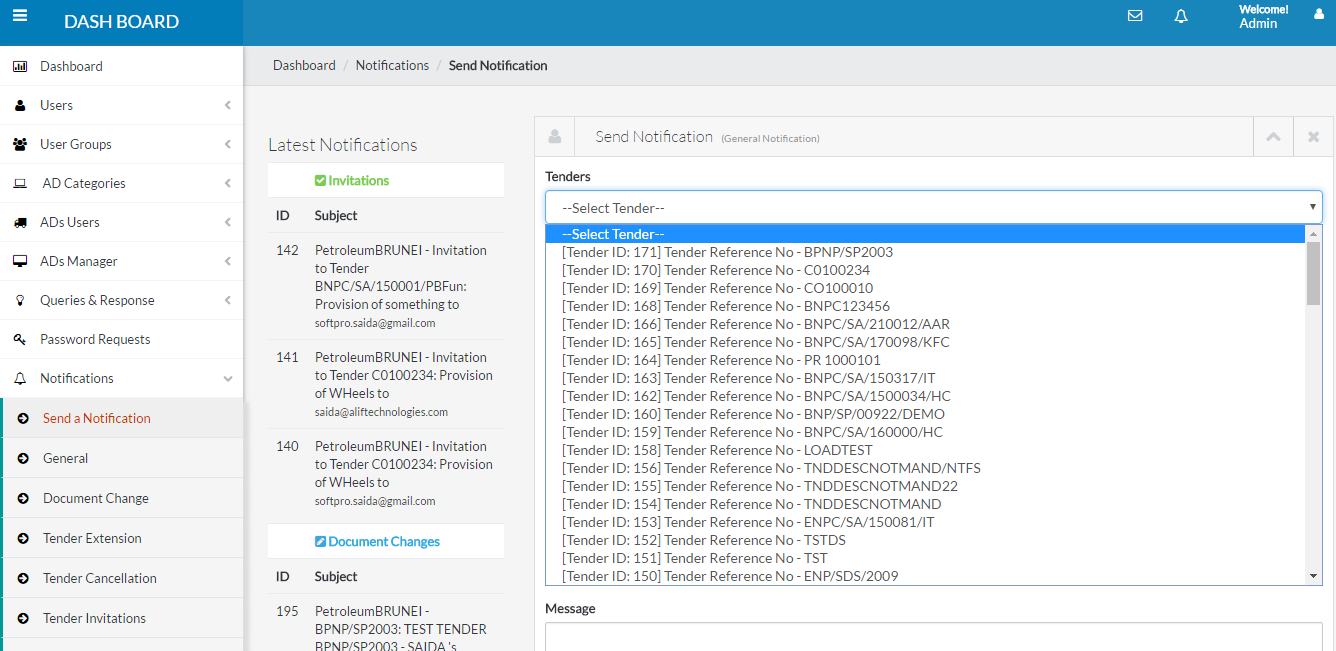 DASH BOARD
Welcome!
Admin
Dashboard
Users
User Groups
AD Categories
ADs Users
ADs Manager
Queries & Response
Password Requests
Notifications
Send a Notification
General
Document Change
Tender Extension
Tender Cancellation
Tender Invitations
Dashboard / Notifications / Send Notification
Latest Notifications
Invitations
ID Subject
142 PetroleumBRUNEI - Invitation
to Tender
BNPC/SA/150001/PBFun:
Provision of something to
softpro.saida@gmail.com
141 PetroleumBRUNEI - Invitation
to Tender C0100234: Provision
of WHeels to
saida@aliftechnologies.com
140 PetroleumBRUNEI - Invitation
to Tender C0100234: Provision
of WHeels to
softpro.saida@gmail.com
Document Changes
ID Subject
195 PetroleumBRUNEI -
BPNP/SP2003: TEST TENDER
BPNP/SP2003 - SAIDA 's
Send Notification (General Notification)
Tenders
--Select Tender--
--Select Tender--
[Tender ID: 171] Tender Reference No - BPNP/SP2003
[Tender ID: 170] Tender Reference No - C0100234
[Tender ID: 169] Tender Reference No - CO100010
[Tender ID: 168] Tender Reference No - BNPC123456
[Tender ID: 166] Tender Reference No - BNPC/SA/210012/AAR
[Tender ID: 165] Tender Reference No - BNPC/SA/170098/KFC
[Tender ID: 164] Tender Reference No - PR 1000101
[Tender ID: 163] Tender Reference No - BNPC/SA/150317/IT
[Tender ID: 162] Tender Reference No - BNPC/SA/1500034/HC
[Tender ID: 160] Tender Reference No - BNP/SP/00922/DEMO
[Tender ID: 159] Tender Reference No - BNPC/SA/160000/HC
[Tender ID: 158] Tender Reference No - LOADTEST
[Tender ID: 156] Tender Reference No - TNDDESCNOTMAND/NTFS
[Tender ID: 155] Tender Reference No - TNDDESCNOTMAND22
[Tender ID: 154] Tender Reference No - TNDDESCNOTMAND
[Tender ID: 153] Tender Reference No - ENPC/SA/150081/IT
[Tender ID: 152] Tender Reference No - TSTDS
[Tender ID: 151] Tender Reference No - TST
[Tender ID: 150] Tender Reference No - ENP/SDS/2009
Message